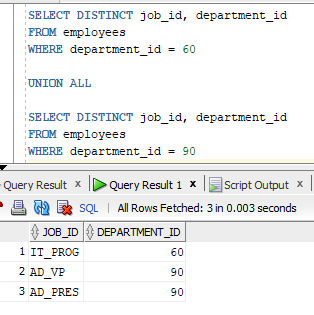 SELECT DISTINCT job_id, department_id
FROM employees
WHERE department_id = 60
UNION ALL
SELECT DISTINCT job_id, department_id
FROM employees
WHERE department_id = 90
Query Result x Query Result 1 x Script Output x
SQL | All Rows Fetched: 3 in 0.003 seconds
JOB_ID DEPARTMENT_ID
1 IT_PROG 60
2 AD_VP 90
3 AD_PRES 90